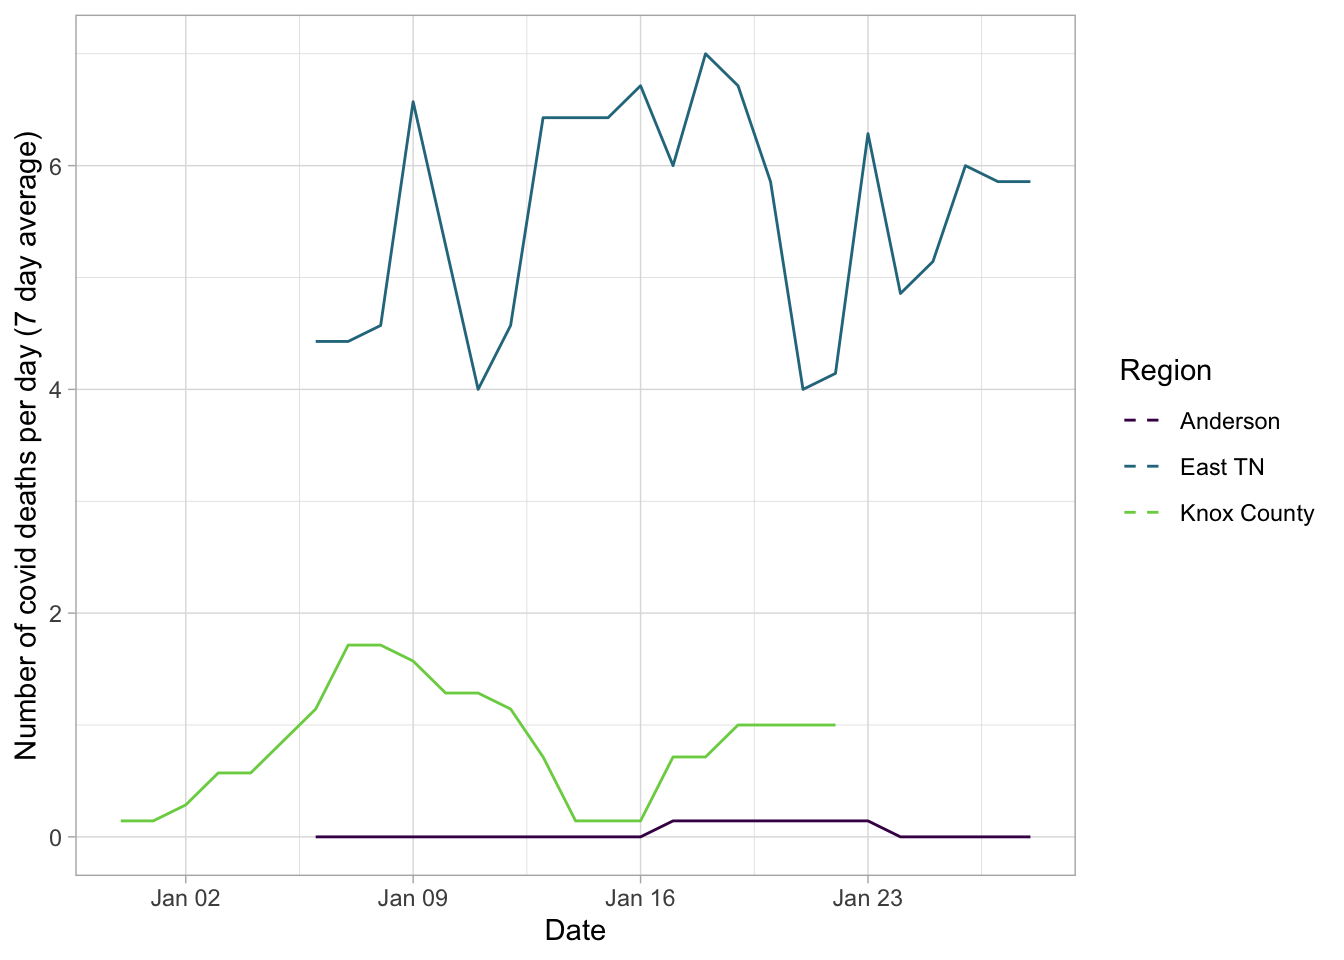 Number of covid deaths per day (7 day average)
6
4
2
0
Jan 02
Jan 09
Jan 16
Jan 23
Date
Region
Anderson
East TN
Knox County